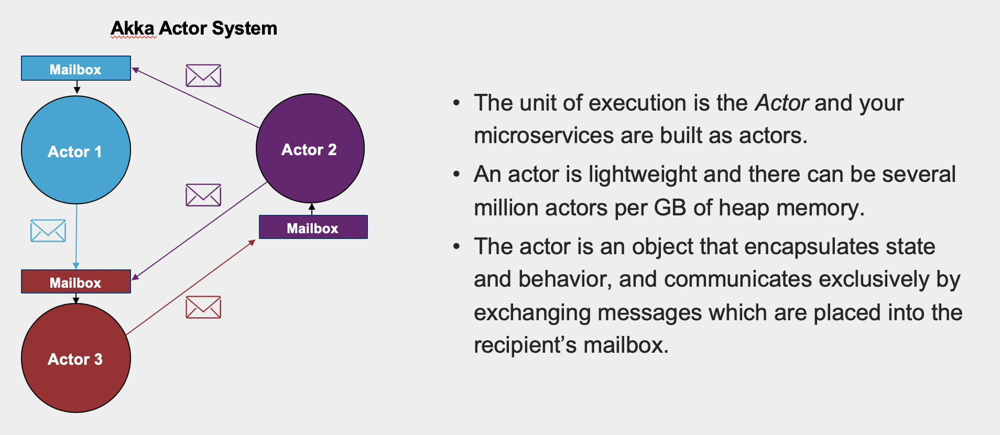 Akka Actor System
Mailbox
Actor 1
Actor 2
Mailbox
Mailbox
Actor 3
• The unit of execution is the Actor and your
microservices are built as actors.
• An actor is lightweight and there can be several
million actors per GB of heap memory.
• The actor is an object that encapsulates state
and behavior, and communicates exclusively by
exchanging messages which are placed into the
recipient’s mailbox.